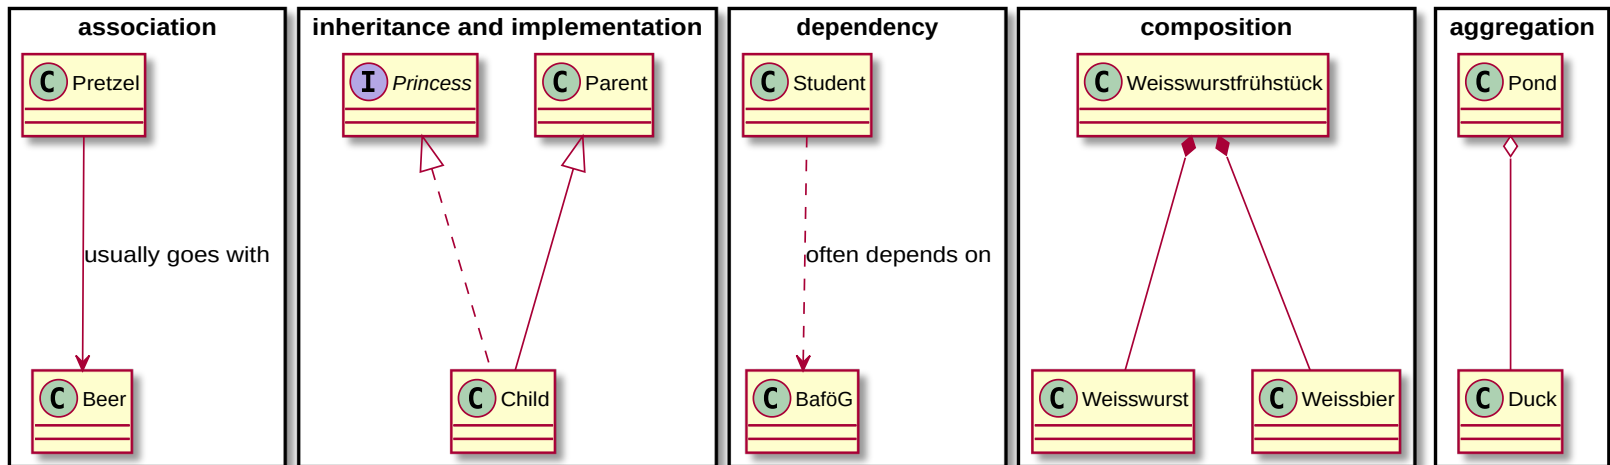 association
C Pretzel
usually goes with
C Beer
inheritance and implementation
I Princess
C Parent
C Child
dependency
C Student
often depends on
C BaföG
composition
C Weisswurstfrühstück
C Weisswurst
C Weissbier
aggregation
C Pond
C Duck